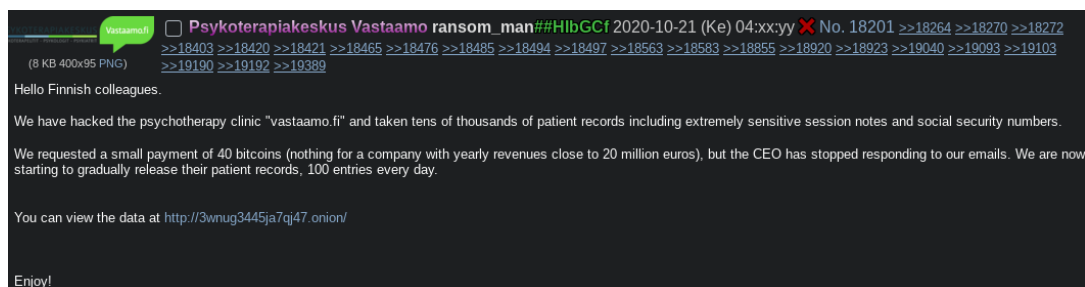 Vastaamo.fi
Psykoterapiakeskus Vastaamo ransom_man##HIbGCf 2020-10-21 (Ke) 04:xx:yy No. 18201 >>18264 >>18270 >>18272
>>18403 >>18420 >>18421 >>18465 >>18476 >>18485 >>18494 >>18497 >>18563 >>18583 >>18855 >>18920 >>18923 >>19040 >>19093 >>19103
(8 KB 400x95 PNG)
>>19190 >>19192 >>19389
Hello Finnish colleagues.
We have hacked the psychotherapy clinic "vastaamo.fi" and taken tens of thousands of patient records including extremely sensitive session notes and social security numbers.
We requested a small payment of 40 bitcoins (nothing for a company with yearly revenues close to 20 million euros), but the CEO has stopped responding to our emails. We are now
starting to gradually release their patient records, 100 entries every day.
You can view the data at http://3wnug3445ja7qj47.onion/
Enjoy!